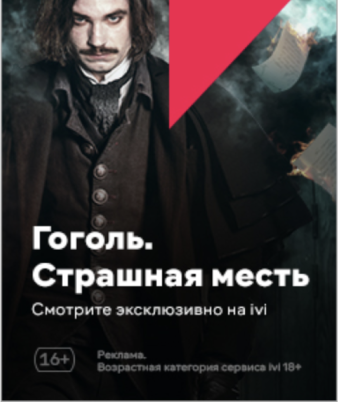 Гоголь.
Страшная месть
Смотрите эксклюзивно на ivi
16+
Реклама.
Возрастная категория сервиса ivi 18+